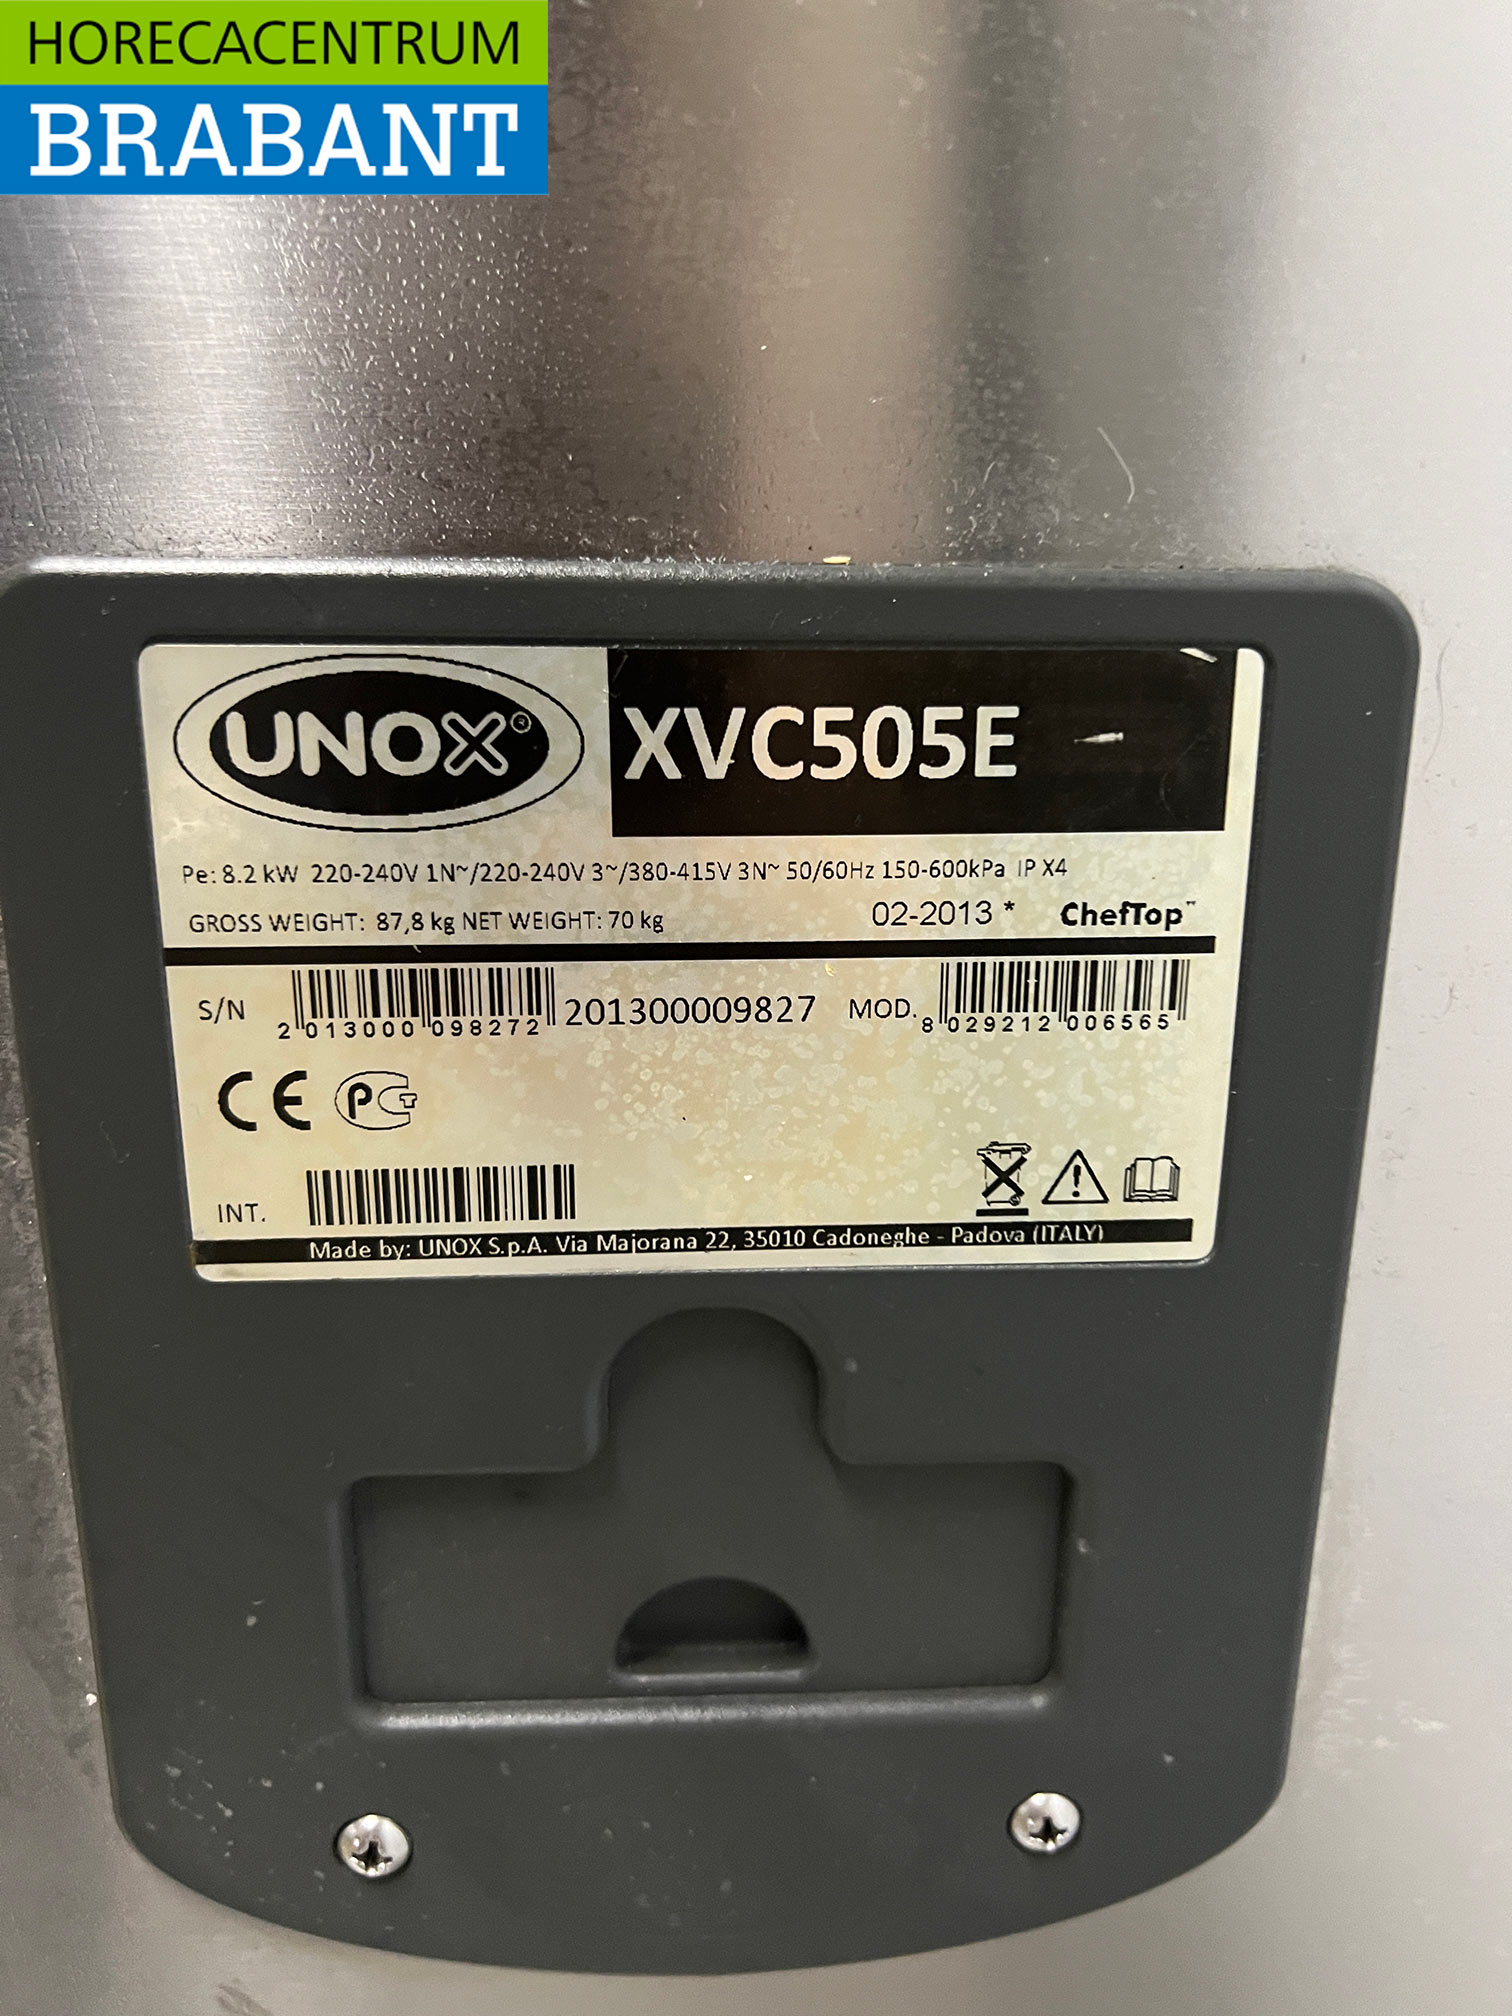 HORECACENTRUM
BRABANT
UNOX® XVC505E
Pe: 8.2 kW 220-240V 1N~/220-240V 3~/380-415V 3N~ 50/60Hz 150-600kPa IP X4
GROSS WEIGHT: 87,8 kg NET WEIGHT: 70 kg 02-2013 * ChefTop™
S/N 2 013000 098272 201300009827 MOD. 8 029212 006565
CE PCT
INT.
Made by: UNOX S.p.A. Via Majorana 22, 35010 Cadoneghe - Padova (ITALY)